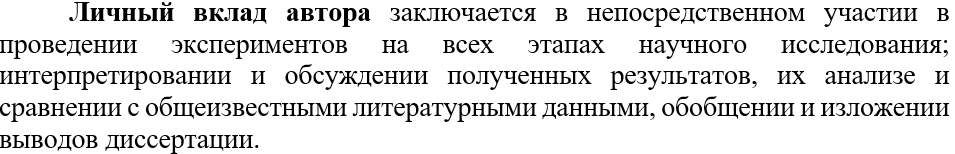 Личный вклад автора заключается в непосредственном участии в
проведении экспериментов на всех этапах научного исследования;
интерпретировании и обсуждении полученных результатов, их анализе и
сравнении с общеизвестными литературными данными, обобщении и изложении
выводов диссертации.